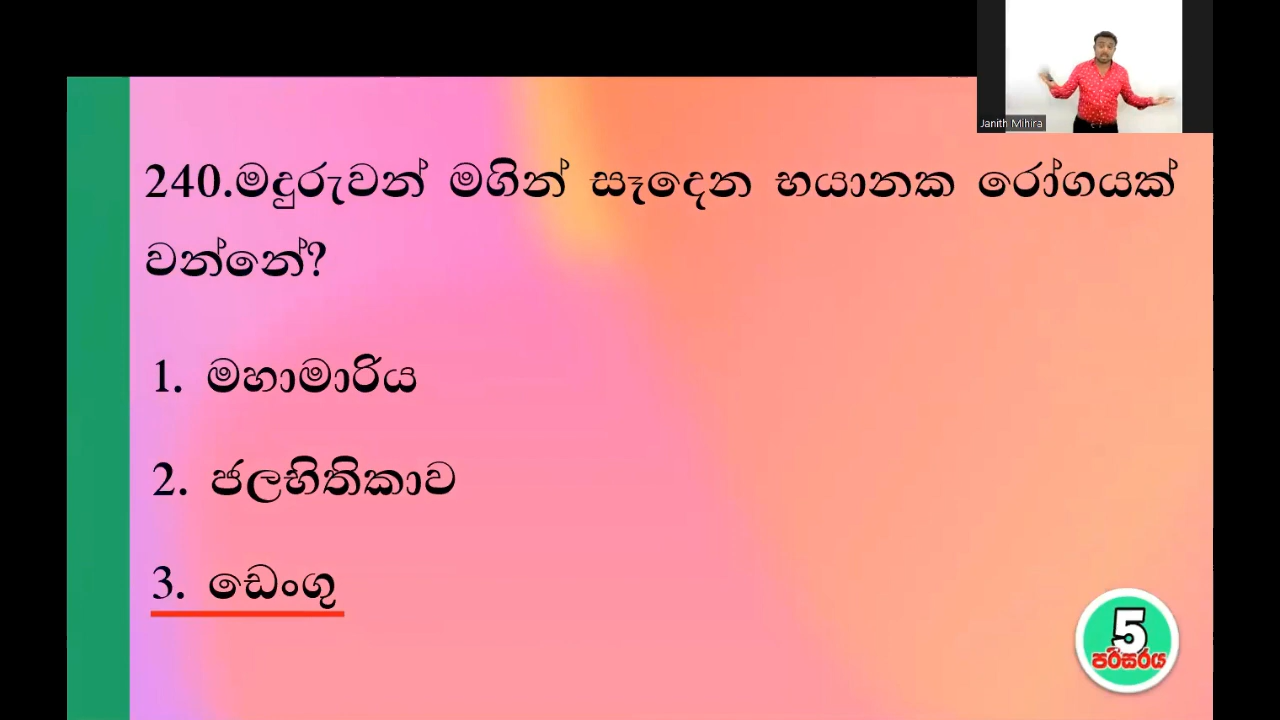 Janith Mihira
240.මදුරුවන් මගින් සෑදෙන භයානක රෝගයක්
වන්නේ?
1. මහාමාරිය
2. ජලභිතිකාව
3. ඩෙංගු
5
පරිසරය